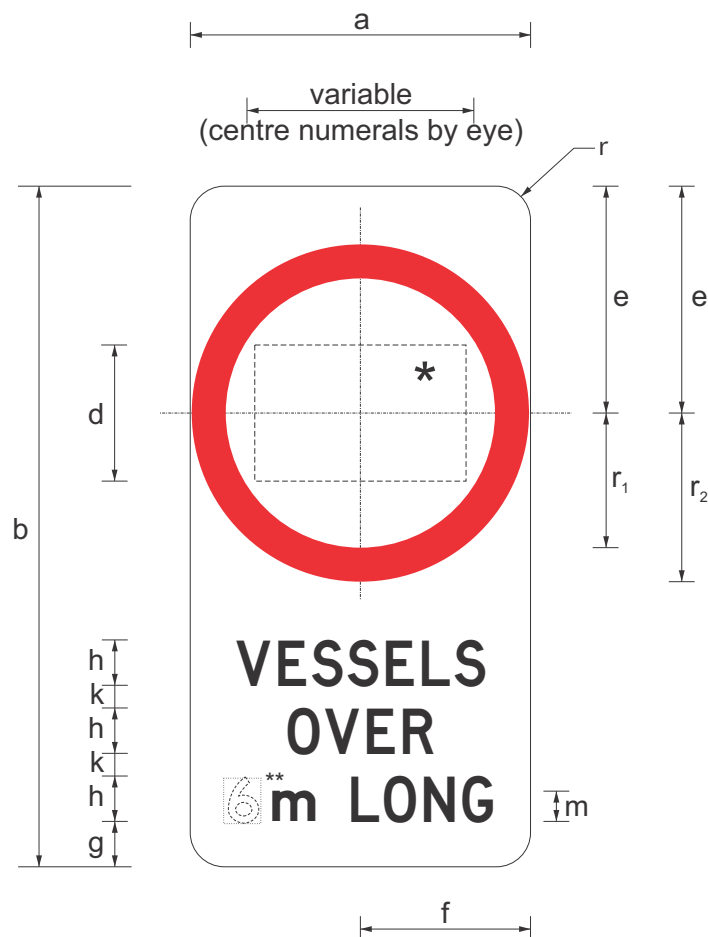 a
variable
(centre numerals by eye)
r
e
e
*
d
b
r₁
r₂
h
k
h
k
h
g
VESSELS
OVER
6**m LONG
m
f